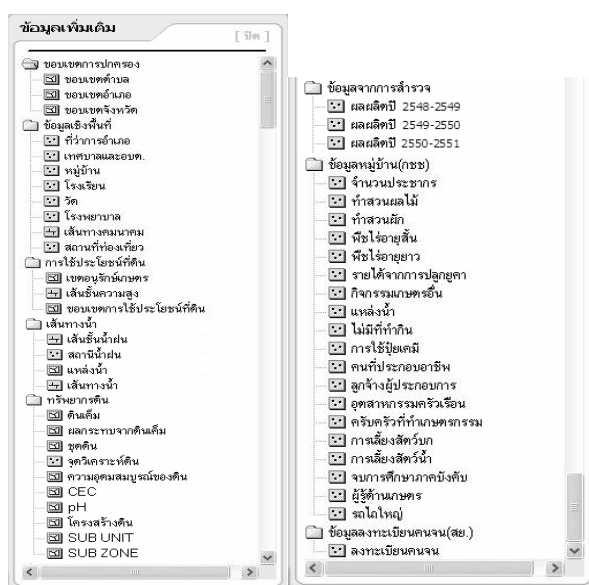 ข้อมูลเพิ่มเติม
[ ปิด ]
ขอบเขตการปกครอง
ขอบเขตตำบล
ขอบเขตอำเภอ
ขอบเขตจังหวัด
ข้อมูลเชิงพื้นที่
ที่ว่าการอำเภอ
เทศบาลและอบต.
หมู่บ้าน
โรงเรียน
วัด
โรงพยาบาล
เส้นทางคมนาคม
สถานที่ท่องเที่ยว
การใช้ประโยชน์ที่ดิน
เขตอนุรักษ์เกษตร
เส้นชั้นความสูง
ขอบเขตการใช้ประโยชน์ที่ดิน
เส้นทางน้ำ
เส้นชั้นน้ำฝน
สถานีน้ำฝน
แหล่งน้ำ
เส้นทางน้ำ
ทรัพยากรดิน
ดินเค็ม
ผลกระทบจากดินเค็ม
ชุดดิน
จุดวิเคราะห์ดิน
ความอุดมสมบูรณ์ของดิน
CEC
pH
โครงสร้างดิน
SUB UNIT
SUB ZONE
ข้อมูลจากการสำรวจ
ผลผลิตปี 2548-2549
ผลผลิตปี 2549-2550
ผลผลิตปี 2550-2551
ข้อมูลหมู่บ้าน(กชช)
จำนวนประชากร
ทำสวนผลไม้
ทำสวนผัก
พืชไร่อายุสั้น
พืชไร่อายุยาว
รายได้จากการปลูกยูคา
กิจกรรมเกษตรอื่น
แหล่งน้ำ
ไม่มีที่ทำกิน
การใช้ปุ๋ยเคมี
คนที่ประกอบอาชีพ
ลูกจ้างผู้ประกอบการ
อุตสาหกรรมครัวเรือน
ครับครัวที่ทำเกษตรกรรม
การเลี้ยงสัตว์บก
การเลี้ยงสัตว์น้ำ
จบการศึกษาภาคบังคับ
ผู้รู้ด้านเกษตร
รถไถใหญ่
ข้อมูลลงทะเบียนคนจน(สย.)
ลงทะเบียนคนจน